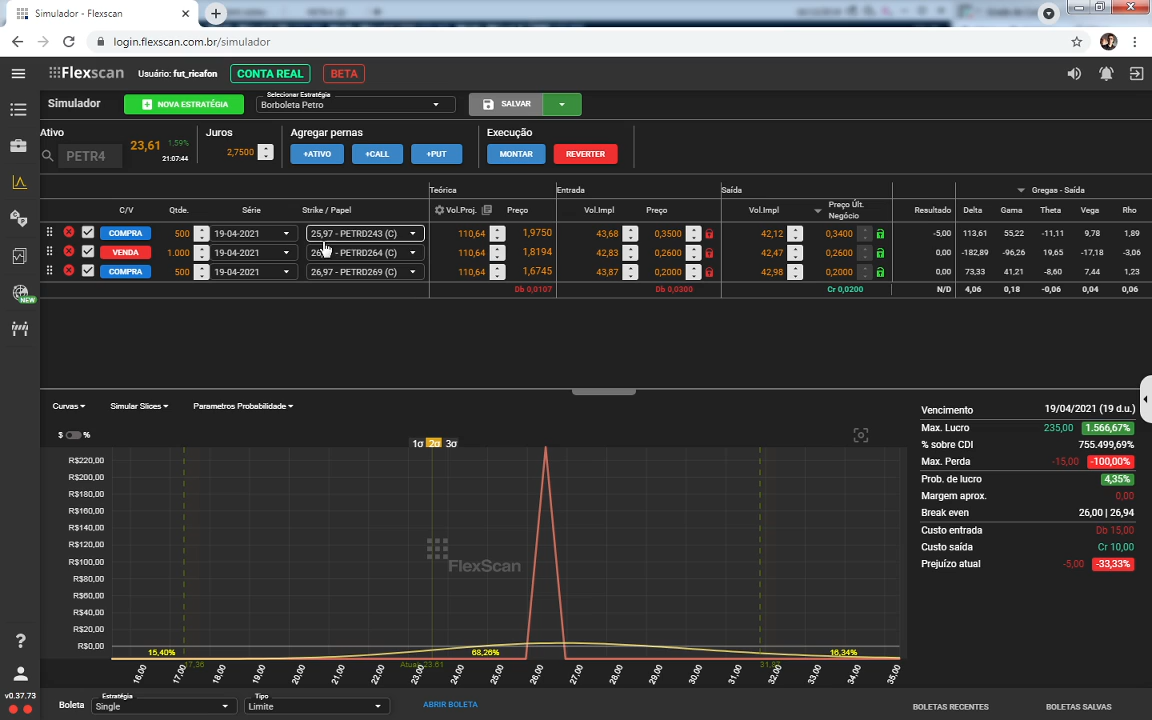 Simulador - Flexscan
login.flexscan.com.br/simulador
Flexscan Usuário: fut_ricafon CONTA REAL BETA
Simulador NOVA ESTRATÉGIA Selecionar Estratégia Borboleta Petro SALVAR
Ativo Juros Agregar pernas Execução
PETR4 23,61 1,59% 21:07:44 2,7500 +ATIVO +CALL +PUT MONTAR REVERTER
Teórica Entrada Saída Gregas - Saída
C/V Qtde. Série Strike / Papel Vol.Proj. Preço Vol.Impl Preço Vol.Impl Preço Últ. Negócio Resultado Delta Gama Theta Vega Rho
COMPRA 500 19-04-2021 25,97 - PETRD243 (C) 110,64 1,9750 43,68 0,3500 42,12 0,3400 -5,00 113,61 55,22 -11,11 9,78 1,89
VENDA 1.000 19-04-2021 26, - PETRD264 (C) 110,64 1,8194 42,83 0,2600 42,47 0,2600 0,00 -182,89 -96,26 19,65 -17,18 -3,06
COMPRA 500 19-04-2021 26,97 - PETRD269 (C) 110,64 1,6745 43,87 0,2000 42,98 0,2000 0,00 73,33 41,21 -8,60 7,44 1,23
Db 0,0107 Db 0,0300 Cr 0,0200 N/D 4,06 0,18 -0,06 0,04 0,06
NEW
Curvas Simular Slices Parametros Probabilidade
$ %
1σ 2σ 3σ
R$220,00
R$200,00
R$180,00
R$160,00
R$140,00
R$120,00
R$100,00
R$80,00
R$60,00
R$40,00
R$20,00
R$0,00
FlexScan
15,40% 68,26% 16,34%
17,36 Atual: 23.61
16,00 17,00 18,00 19,00 20,00 21,00 22,00 23,00 24,00 25,00 26,00 27,00 28,00 29,00 30,00 31,00 32,00 33,00 34,00 35,00
Vencimento 19/04/2021 (19 d.u.)
Max. Lucro 235,00 1.566,67%
% sobre CDI 755.499,69%
Max. Perda -15,00 -100,00%
Prob. de lucro 4,35%
Margem aprox. 0,00
Break even 26,00 | 26,94
Custo entrada Db 15,00
Custo saída Cr 10,00
Prejuízo atual -5,00 -33,33%
v0.37.73
Boleta Estratégia Single Tipo Limite ABRIR BOLETA BOLETAS RECENTES BOLETAS SALVAS